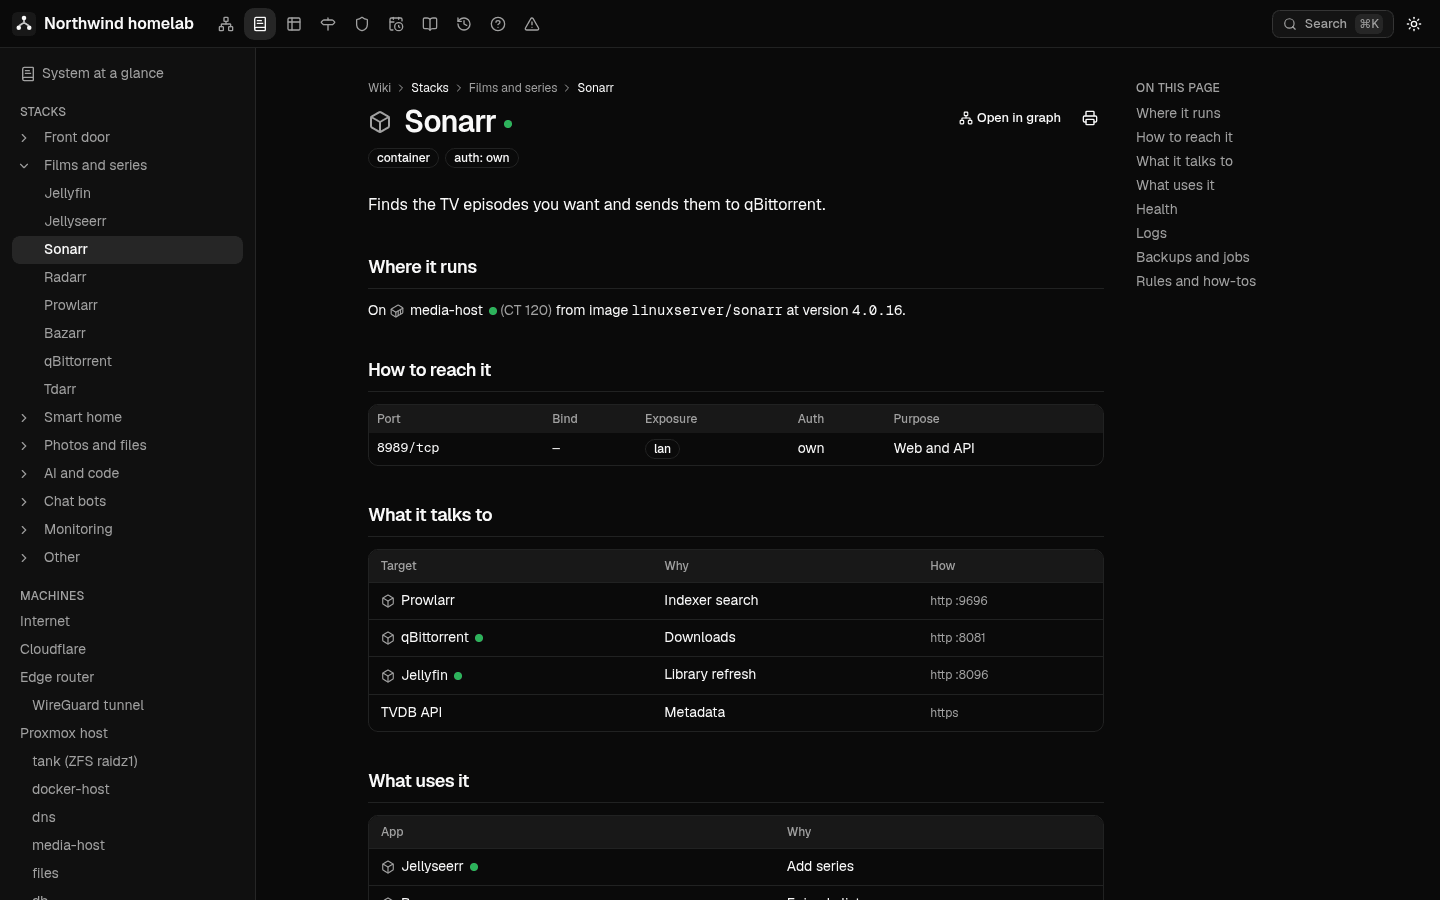 Northwind homelab
Search ⌘K
System at a glance
STACKS
Front door
Films and series
Jellyfin
Jellyseerr
Sonarr
Radarr
Prowlarr
Bazarr
qBittorrent
Tdarr
Smart home
Photos and files
AI and code
Chat bots
Monitoring
Other
MACHINES
Internet
Cloudflare
Edge router
WireGuard tunnel
Proxmox host
tank (ZFS raidz1)
docker-host
dns
media-host
files
Wiki > Stacks > Films and series > Sonarr
Sonarr
Open in graph
container auth: own
Finds the TV episodes you want and sends them to qBittorrent.
Where it runs
On media-host (CT 120) from image linuxserver/sonarr at version 4.0.16.
How to reach it
Port Bind Exposure Auth Purpose
8989/tcp – lan own Web and API
What it talks to
Target Why How
Prowlarr Indexer search http :9696
qBittorrent Downloads http :8081
Jellyfin Library refresh http :8096
TVDB API Metadata https
What uses it
App Why
Jellyseerr Add series
ON THIS PAGE
Where it runs
How to reach it
What it talks to
What uses it
Health
Logs
Backups and jobs
Rules and how-tos